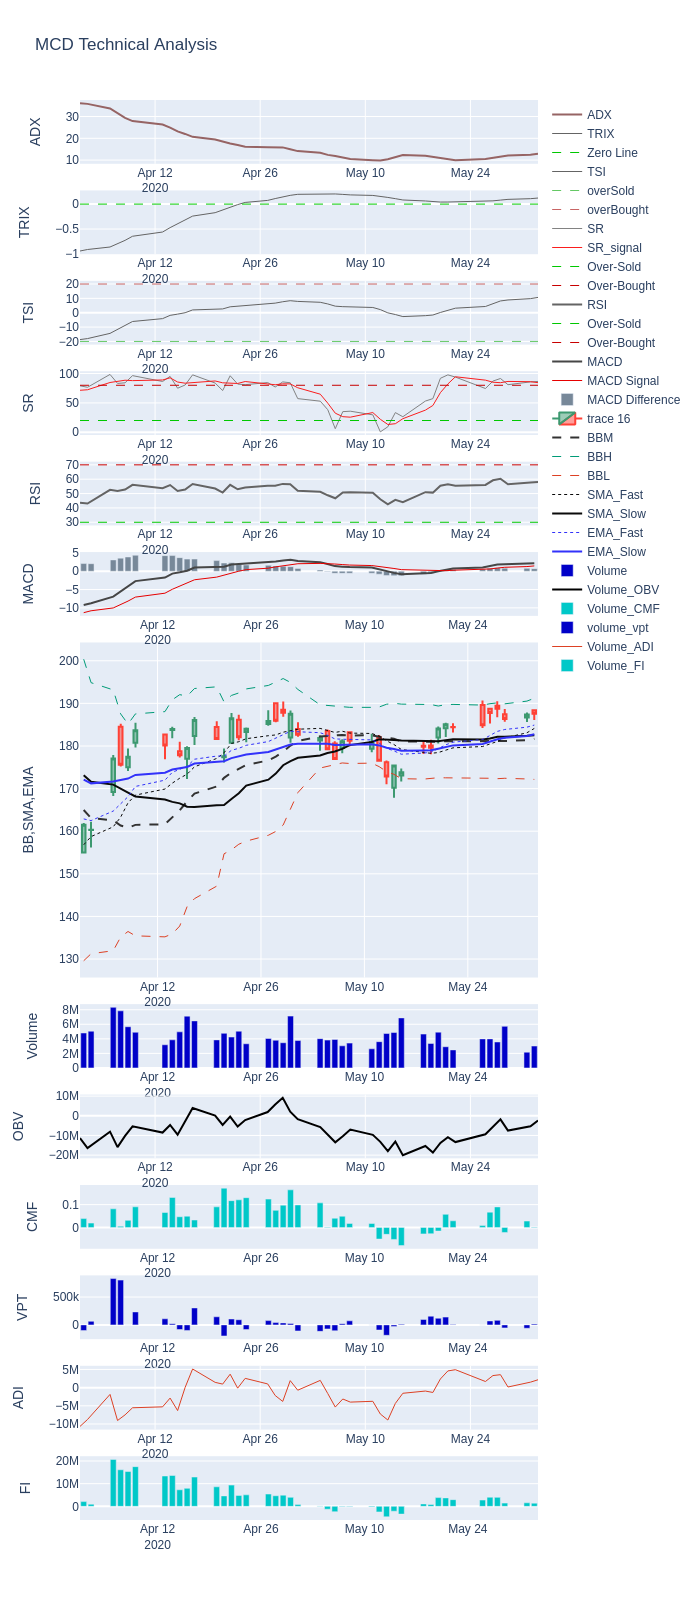 MCD Technical Analysis
ADX
30
20
10
Apr 12
2020
Apr 26
May 10
May 24
TRIX
0
−0.5
−1
Apr 12
2020
Apr 26
May 10
May 24
TSI
20
10
0
−10
−20
Apr 12
2020
Apr 26
May 10
May 24
SR
100
50
0
Apr 12
2020
Apr 26
May 10
May 24
RSI
70
60
50
40
30
Apr 12
2020
Apr 26
May 10
May 24
MACD
5
0
−5
−10
Apr 12
2020
Apr 26
May 10
May 24
BB,SMA,EMA
200
190
180
170
160
150
140
130
Apr 12
2020
Apr 26
May 10
May 24
Volume
8M
6M
4M
2M
0
Apr 12
2020
Apr 26
May 10
May 24
OBV
10M
0
−10M
−20M
Apr 12
2020
Apr 26
May 10
May 24
CMF
0.1
0
Apr 12
2020
Apr 26
May 10
May 24
VPT
500k
0
Apr 12
2020
Apr 26
May 10
May 24
ADI
5M
0
−5M
−10M
Apr 12
2020
Apr 26
May 10
May 24
FI
20M
10M
0
Apr 12
2020
Apr 26
May 10
May 24
ADX
TRIX
Zero Line
TSI
overSold
overBought
SR
SR_signal
Over-Sold
Over-Bought
RSI
Over-Sold
Over-Bought
MACD
MACD Signal
MACD Difference
trace 16
BBM
BBH
BBL
SMA_Fast
SMA_Slow
EMA_Fast
EMA_Slow
Volume
Volume_OBV
Volume_CMF
volume_vpt
Volume_ADI
Volume_FI